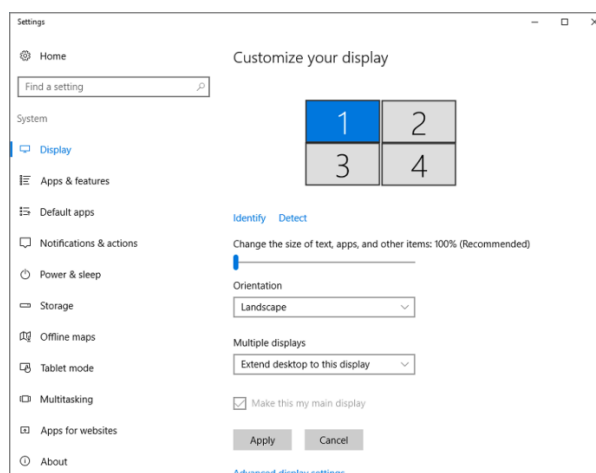 Settings
Home
Find a setting
System
Display
Apps & features
Default apps
Notifications & actions
Power & sleep
Storage
Offline maps
Tablet mode
Multitasking
Apps for websites
About
Customize your display
1 2
3 4
Identify Detect
Change the size of text, apps, and other items: 100% (Recommended)
Orientation
Landscape
Multiple displays
Extend desktop to this display
Make this my main display
Apply Cancel
Advanced display settings